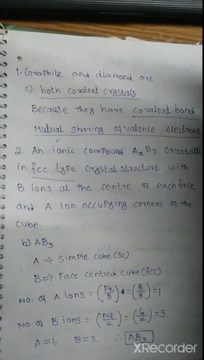 1. Graphite and diamond are
c) both covalent crystals
Because they have covalent bond
Mutual sharing of valence electrons
2. An ionic compound AxBy crystallis
in fcc type crystal structure with
B ions at the centre of each face
and A ion occupying corners of the
cube
b) AB3
A => Simple cube (SC)
B => Face centred cube (FCC)
No. of A ions = (Nc/8) = (8/8) = 1
No of B ions = (Nf/2) = (6/2) = 3.
A = 1, B = 3. ∴ AB3
XRecorder